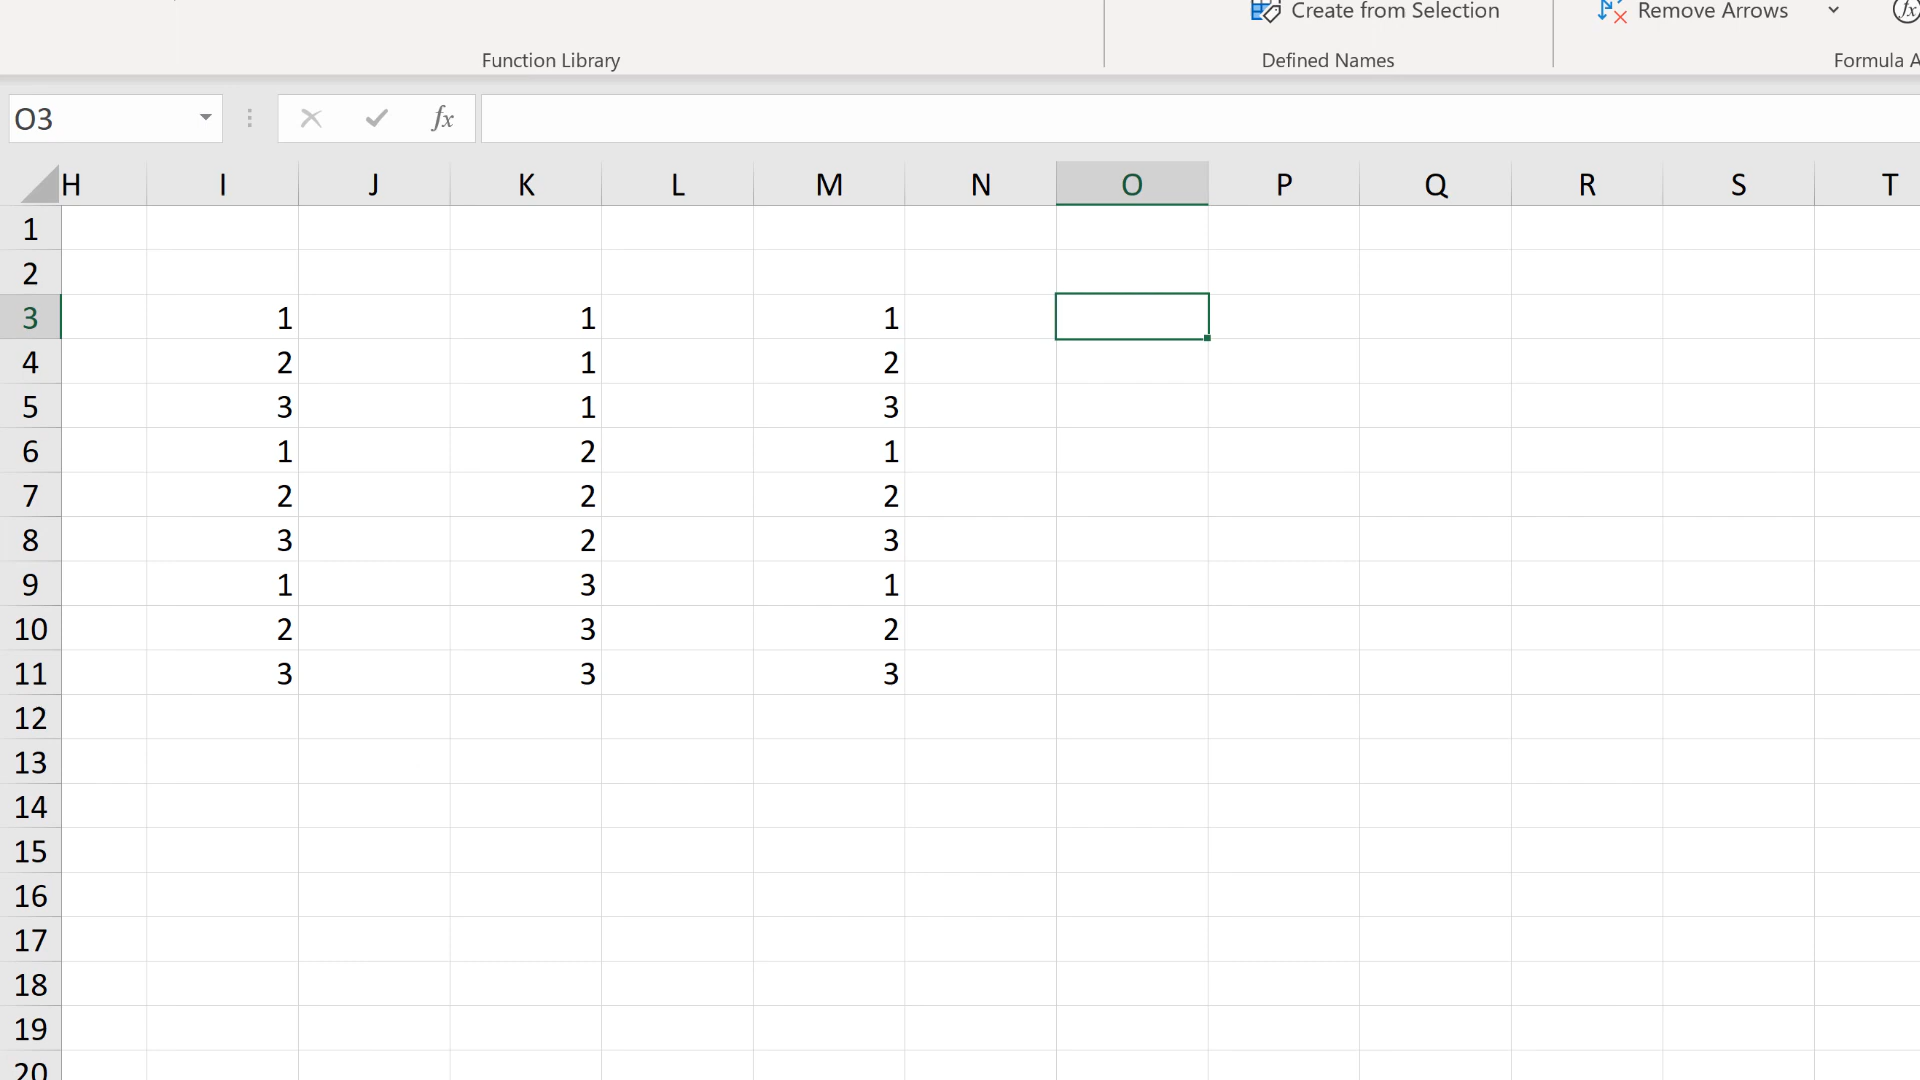 Create from Selection Remove Arrows fx
Function Library Defined Names Formula A
O3 fx
H I J K L M N O P Q R S T
1
2
3 1 1 1
4 2 1 2
5 3 1 3
6 1 2 1
7 2 2 2
8 3 2 3
9 1 3 1
10 2 3 2
11 3 3 3
12
13
14
15
16
17
18
19
20